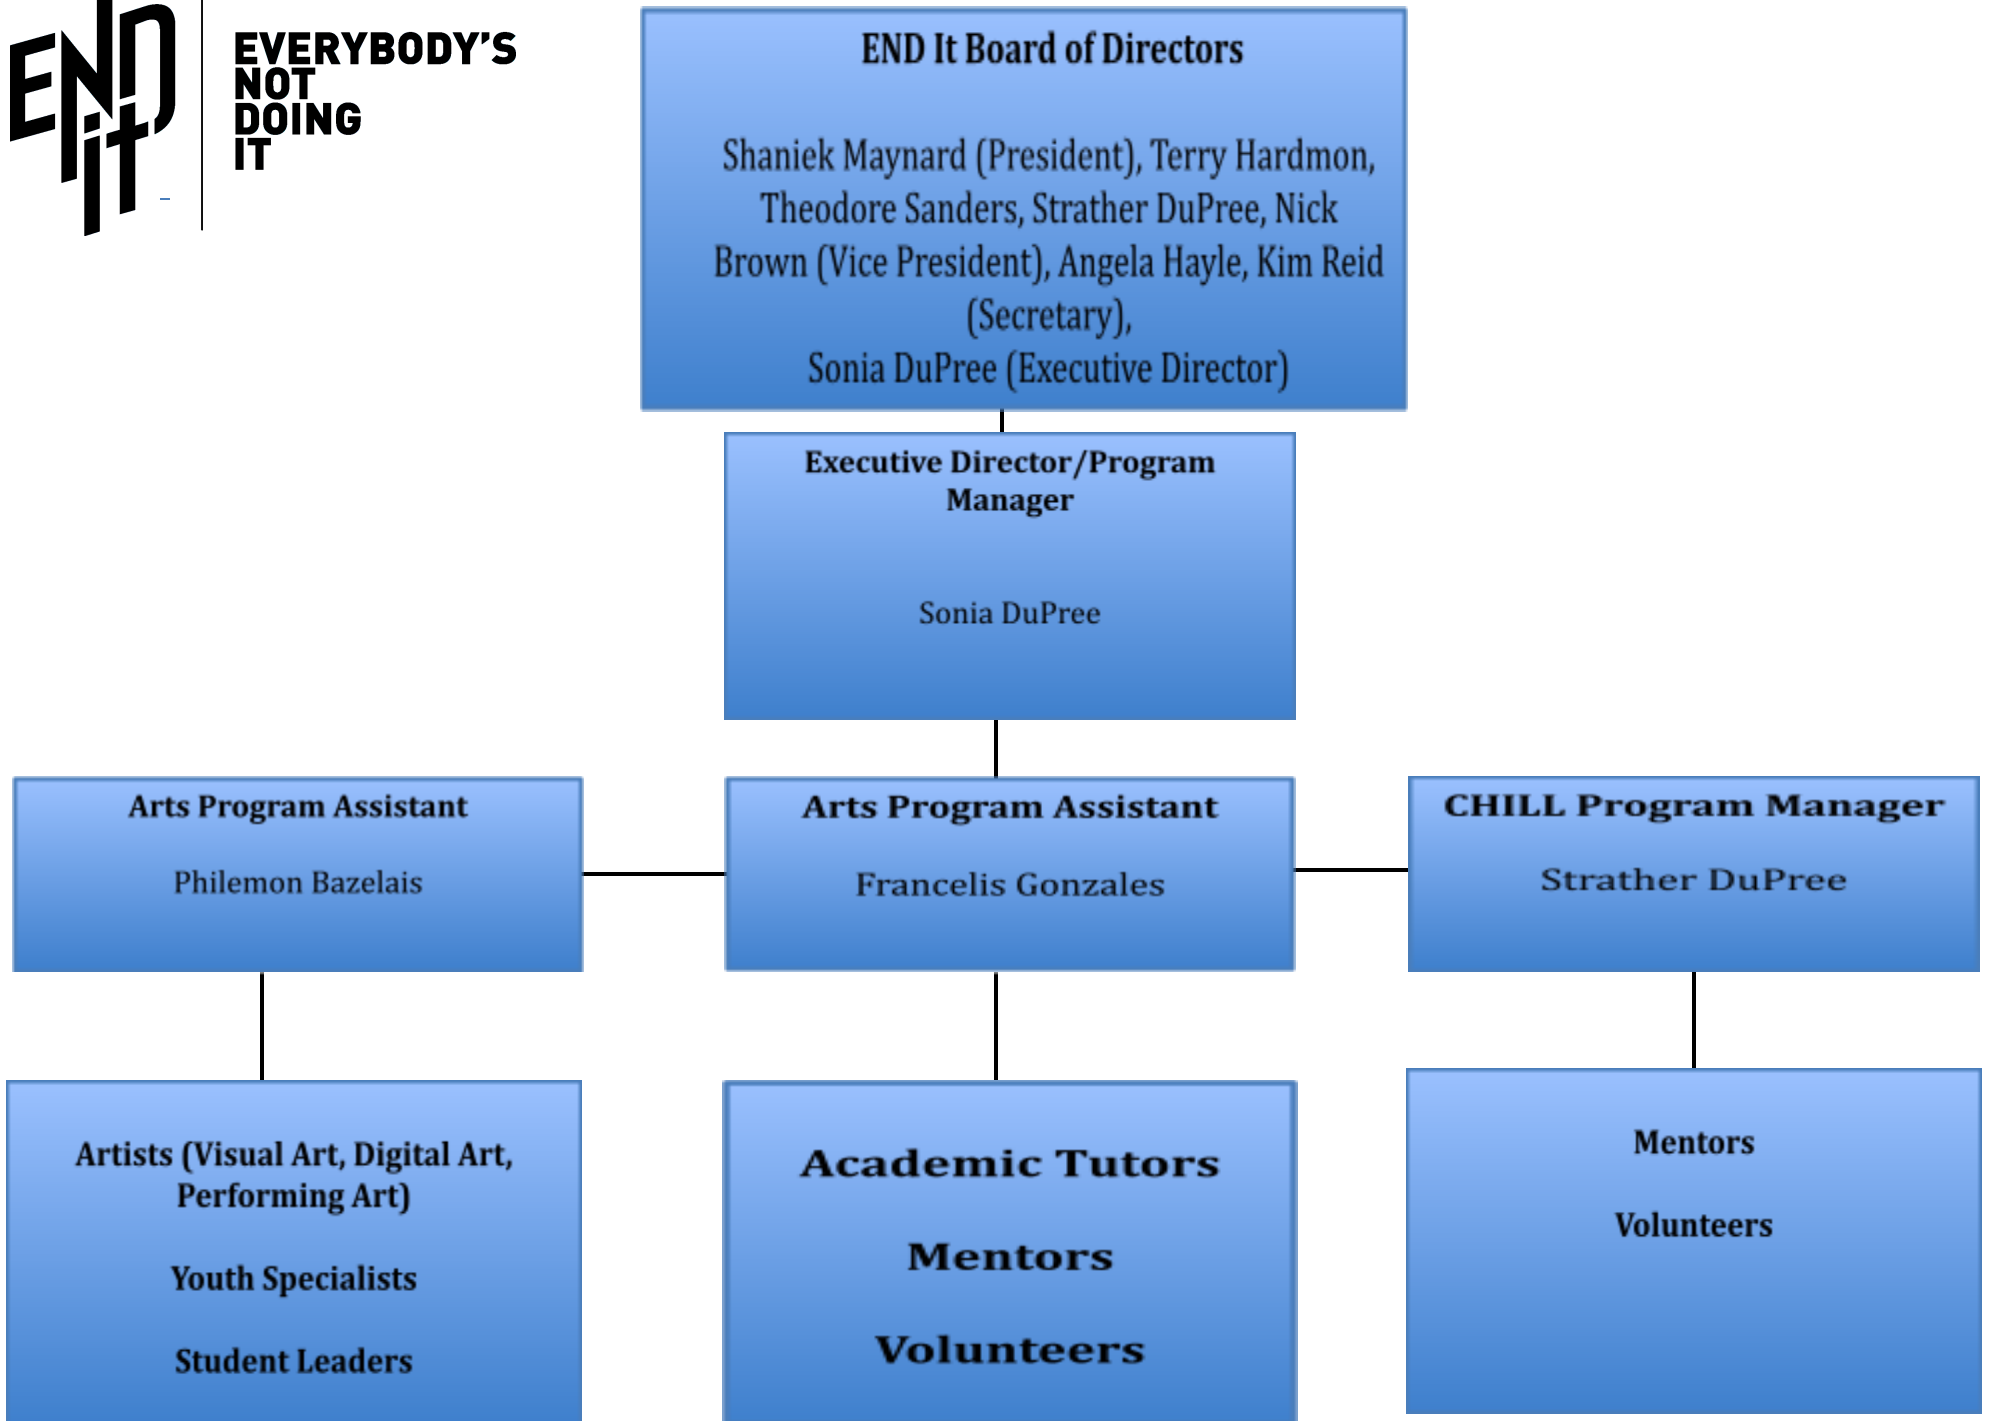 END it
EVERYBODY'S
NOT
DOING
IT
END It Board of Directors
Shaniek Maynard (President), Terry Hardmon,
Theodore Sanders, Strather DuPree, Nick
Brown (Vice President), Angela Hayle, Kim Reid
(Secretary),
Sonia DuPree (Executive Director)
Executive Director/Program
Manager
Sonia DuPree
Arts Program Assistant
Philemon Bazelais
Arts Program Assistant
Francelis Gonzales
CHILL Program Manager
Strather DuPree
Artists (Visual Art, Digital Art,
Performing Art)
Youth Specialists
Student Leaders
Academic Tutors
Mentors
Volunteers
Mentors
Volunteers